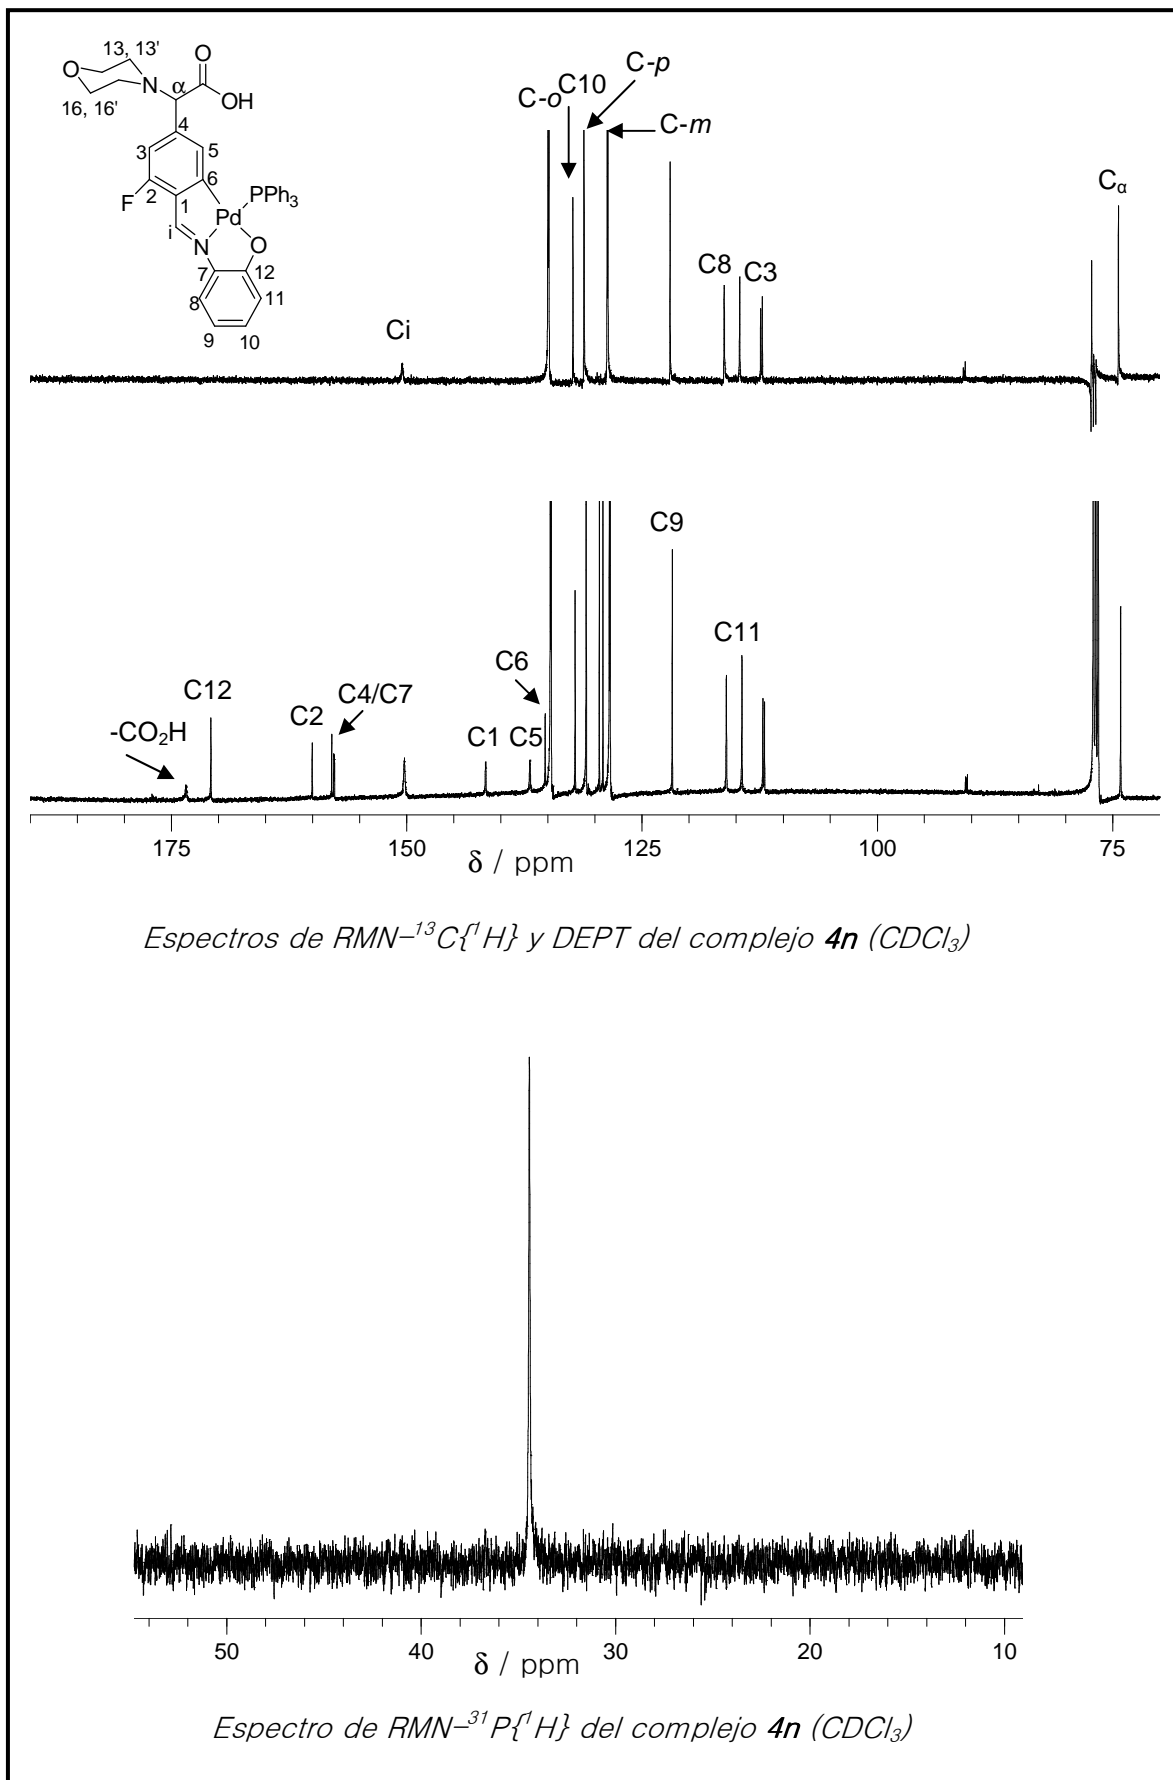 13, 13'
O
O
N
α
OH
16, 16'
4
3
5
6
F
2
1
PPh3
Pd
i
N
O
7
12
8
11
9
10
C-p
C-o
C10
C-m
Cα
C8
C3
Ci
C9
C11
C6
C12
C4/C7
C2
-CO2H
C1
C5
175
150
125
100
75
δ / ppm
Espectros de RMN–13C{1H} y DEPT del complejo 4n (CDCl3)
50
40
30
20
10
δ / ppm
Espectro de RMN–31P{1H} del complejo 4n (CDCl3)